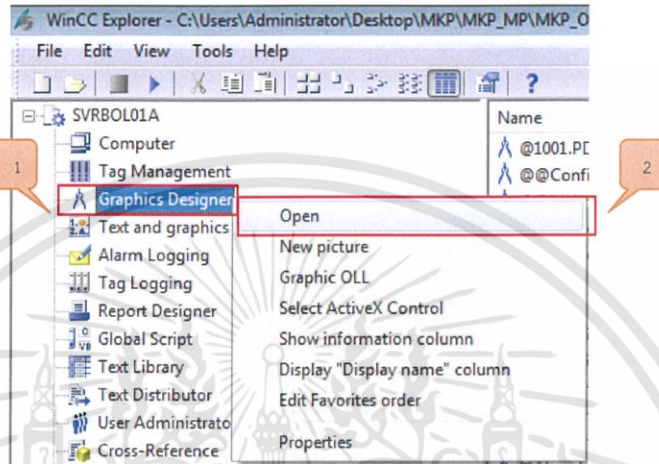 WinCC Explorer - C:\Users\Administrator\Desktop\MKP\MKP_MP\MKP_O
File Edit View Tools Help
SVRBOL01A
Name
Computer
@1001.PD
1
Tag Management
@@Confi
2
Graphics Designer
Open
Text and graphics
New picture
Alarm Logging
Graphic OLL
Tag Logging
Select ActiveX Control
Report Designer
Show information column
Global Script
Display "Display name" column
Text Library
Text Distributor
Edit Favorites order
User Administrato
Cross-Reference
Properties